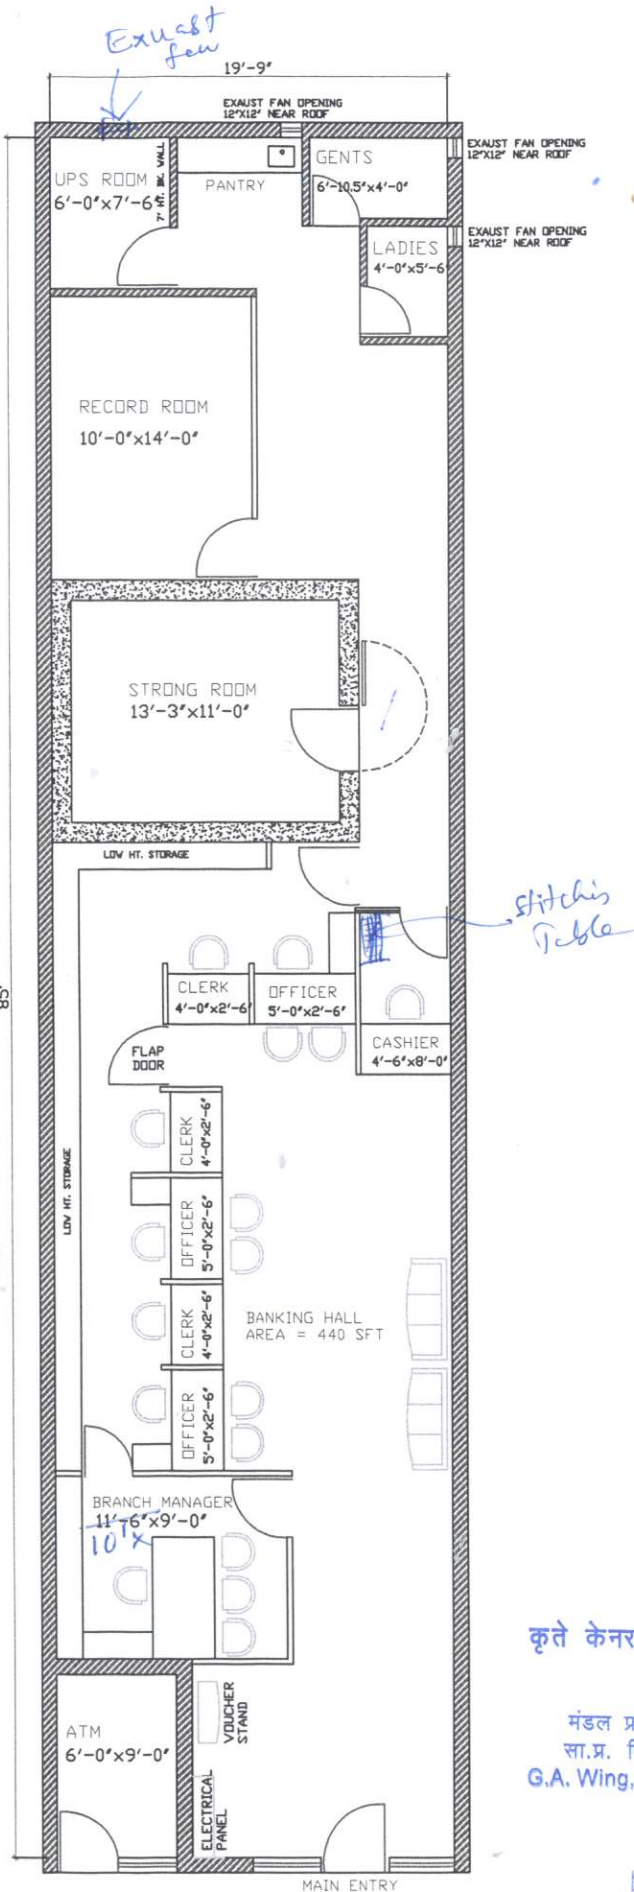 Exuast
fan
19'-9"
EXAUST FAN OPENING
12"X12" NEAR ROOF
EXAUST FAN OPENING
12"X12" NEAR ROOF
UPS ROOM
6'-0"x7'-6"
7' HT. BK. WALL
PANTRY
GENTS
6'-10.5"x4'-0"
EXAUST FAN OPENING
12"X12" NEAR ROOF
LADIES
4'-0"x5'-6"
RECORD ROOM
10'-0"x14'-0"
STRONG ROOM
13'-3"x11'-0"
LOW HT. STORAGE
Stitchis
Table
CLERK
4'-0"x2'-6"
OFFICER
5'-0"x2'-6"
85'
FLAP
DOOR
CASHIER
4'-6"x8'-0"
CLERK
4'-0"x2'-6"
LOW HT. STORAGE
OFFICER
5'-0"x2'-6"
CLERK
4'-0"x2'-6"
BANKING HALL
AREA = 440 SFT
OFFICER
5'-0"x2'-6"
BRANCH MANAGER
11'-6"x9'-0"
10'x
कृते केनर
मंडल प्र
सा.प्र.
G.A. Wing,
VOUCHER
STAND
ATM
6'-0"x9'-0"
ELECTRICAL
PANEL
MAIN ENTRY